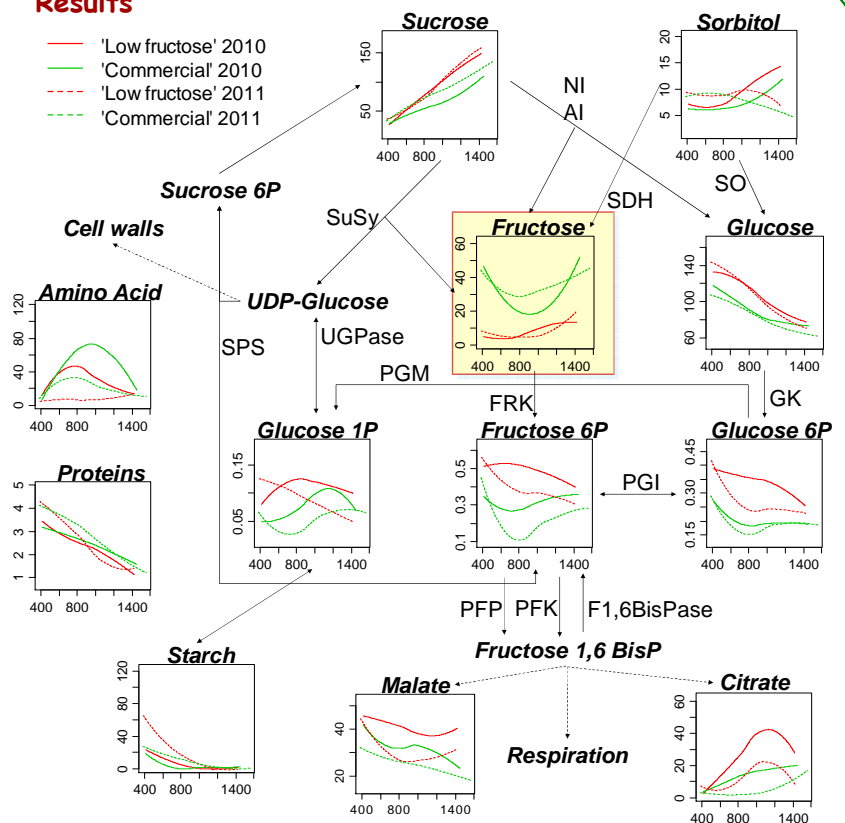 Results
'Low fructose' 2010
'Commercial' 2010
'Low fructose' 2011
'Commercial' 2011
Sucrose
150
50
400 800 1400
Sorbitol
20
15
10
5
400 800 1400
NI
AI
SO
SDH
Sucrose 6P
Cell walls
SuSy
Fructose
60
40
20
0
400 800 1400
Glucose
140
100
60
400 800 1400
Amino Acid
120
80
40
0
400 800 1400
UDP-Glucose
SPS
UGPase
PGM
FRK
GK
Glucose 1P
0.15
0.05
400 800 1400
Fructose 6P
0.5
0.3
0.1
400 800 1400
PGI
Glucose 6P
0.45
0.30
0.15
400 800 1400
Proteins
5
4
3
2
1
400 800 1400
PFP
PFK
F1,6BisPase
Fructose 1,6 BisP
Starch
120
80
40
0
400 800 1400
Malate
40
20
400 800 1400
Respiration
Citrate
60
40
20
0
400 800 1400